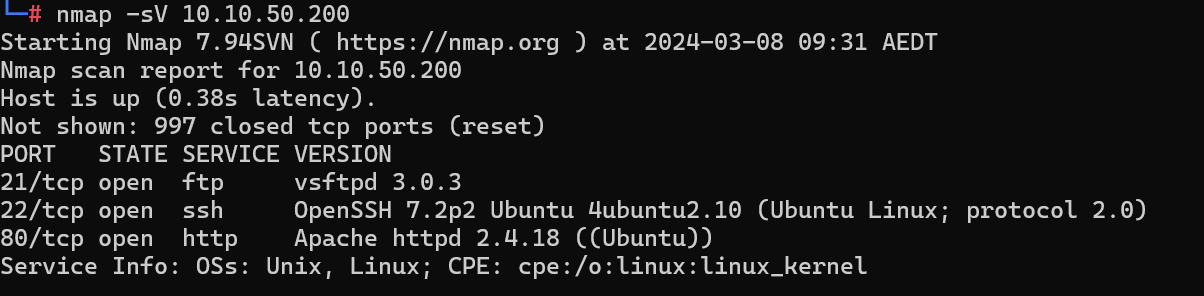 └─# nmap -sV 10.10.50.200
Starting Nmap 7.94SVN ( https://nmap.org ) at 2024-03-08 09:31 AEDT
Nmap scan report for 10.10.50.200
Host is up (0.38s latency).
Not shown: 997 closed tcp ports (reset)
PORT   STATE SERVICE VERSION
21/tcp open  ftp     vsftpd 3.0.3
22/tcp open  ssh     OpenSSH 7.2p2 Ubuntu 4ubuntu2.10 (Ubuntu Linux; protocol 2.0)
80/tcp open  http    Apache httpd 2.4.18 ((Ubuntu))
Service Info: OSs: Unix, Linux; CPE: cpe:/o:linux:linux_kernel